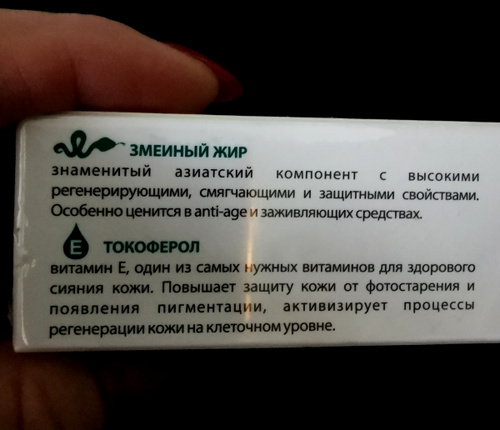 ЗМЕИНЫЙ ЖИР
знаменитый азиатский компонент с высокими
регенерирующими, смягчающими и защитными свойствами.
Особенно ценится в anti-age и заживляющих средствах.
E ТОКОФЕРОЛ
витамин Е, один из самых нужных витаминов для здорового
сияния кожи. Повышает защиту кожи от фотостарения и
появления пигментации, активизирует процессы
регенерации кожи на клеточном уровне.